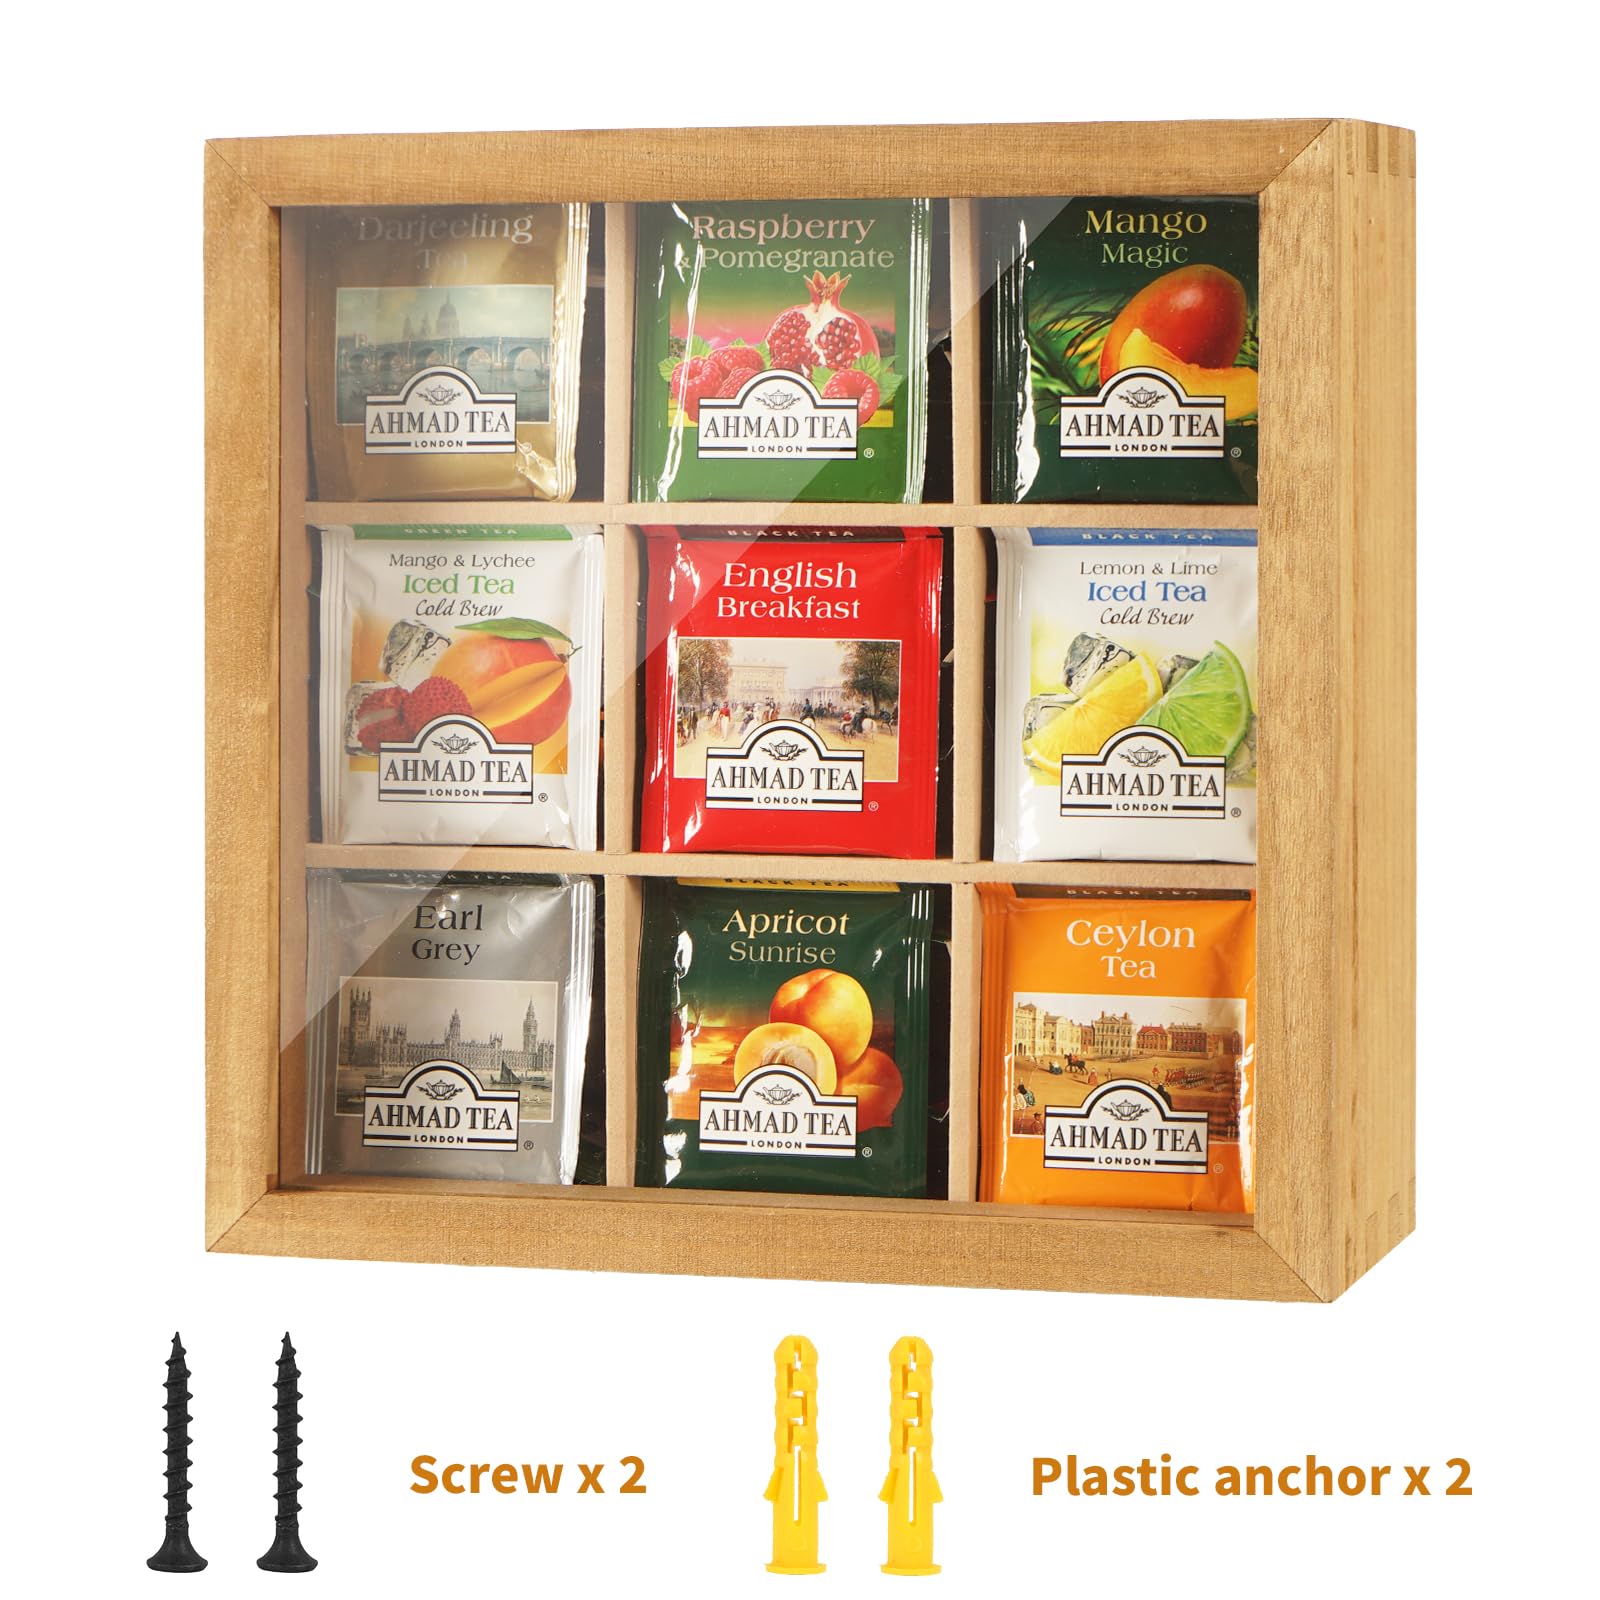 Darjeeling
Tea
AHMAD TEA
LONDON
Raspberry
& Pomegranate
AHMAD TEA
LONDON
®
Mango
Magic
AHMAD TEA
LONDON
®
GREEN TEA
Mango & Lychee
Iced Tea
Cold Brew
AHMAD TEA
LONDON
®
BLACK TEA
English
Breakfast
AHMAD TEA
LONDON
®
BLACK TEA
Lemon & Lime
Iced Tea
Cold Brew
AHMAD TEA
LONDON
®
BLACK TEA
Earl
Grey
AHMAD TEA
LONDON
®
BLACK TEA
Apricot
Sunrise
AHMAD TEA
LONDON
®
BLACK TEA
Ceylon
Tea
AHMAD TEA
LONDON
®
Screw x 2
Plastic anchor x 2